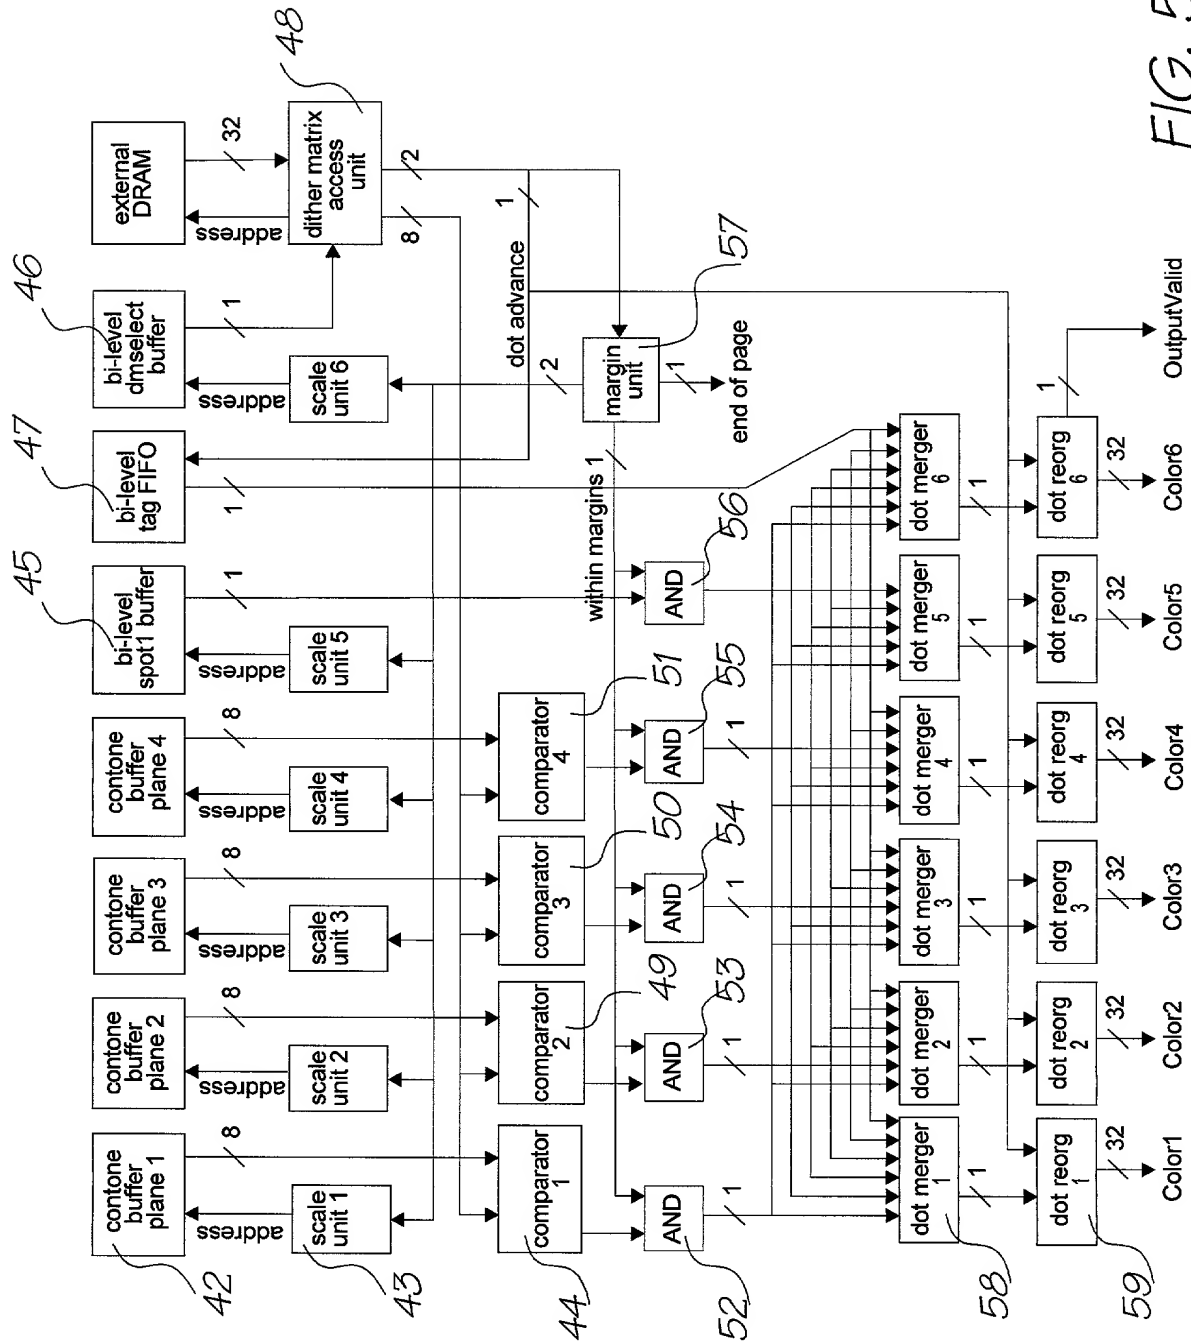 FIG. 5
42
contone
buffer
plane 1
contone
buffer
plane 2
contone
buffer
plane 3
contone
buffer
plane 4
45
bi-level
spot1 buffer
47
bi-level
tag FIFO
46
bi-level
dmselect
buffer
external
DRAM
48
address
8
address
8
address
8
address
8
address
1
1
address
1
address
32
43
scale
unit 1
scale
unit 2
scale
unit 3
scale
unit 4
scale
unit 5
scale
unit 6
dither matrix
access
unit
8
2
1
dot advance
2
margin
unit
57
1
end of page
within margins
1
44
comparator
1
comparator
2
49
comparator
3
50
comparator
4
51
52
AND
AND
53
AND
54
AND
55
AND
56
1
1
1
1
58
dot merger
1
dot merger
2
dot merger
3
dot merger
4
dot merger
5
dot merger
6
1
1
1
1
1
1
59
dot reorg
1
dot reorg
2
dot reorg
3
dot reorg
4
dot reorg
5
dot reorg
6
1
32
32
32
32
32
32
Color1
Color2
Color3
Color4
Color5
Color6
OutputValid